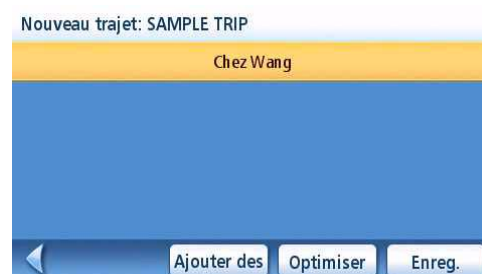 Nouveau trajet: SAMPLE TRIP
Chez Wang
Ajouter des Optimiser Enreg.